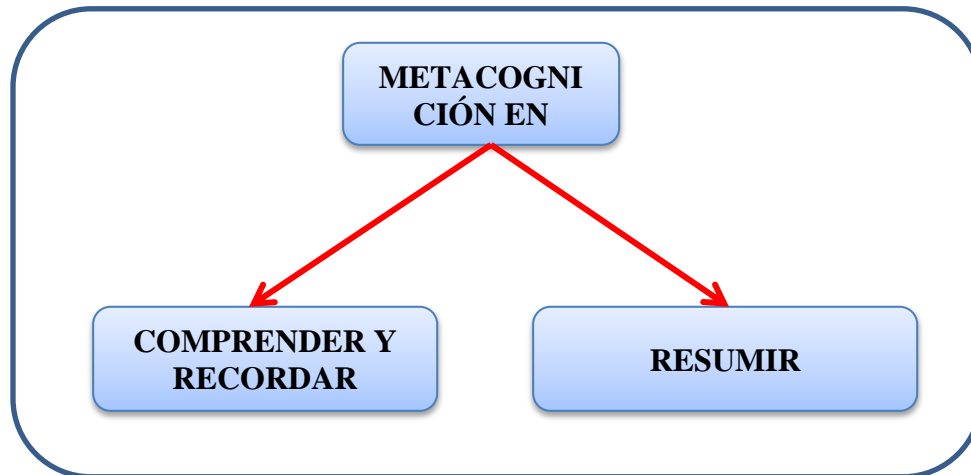 METACOGNI
CIÓN EN
COMPRENDER Y
RECORDAR
RESUMIR